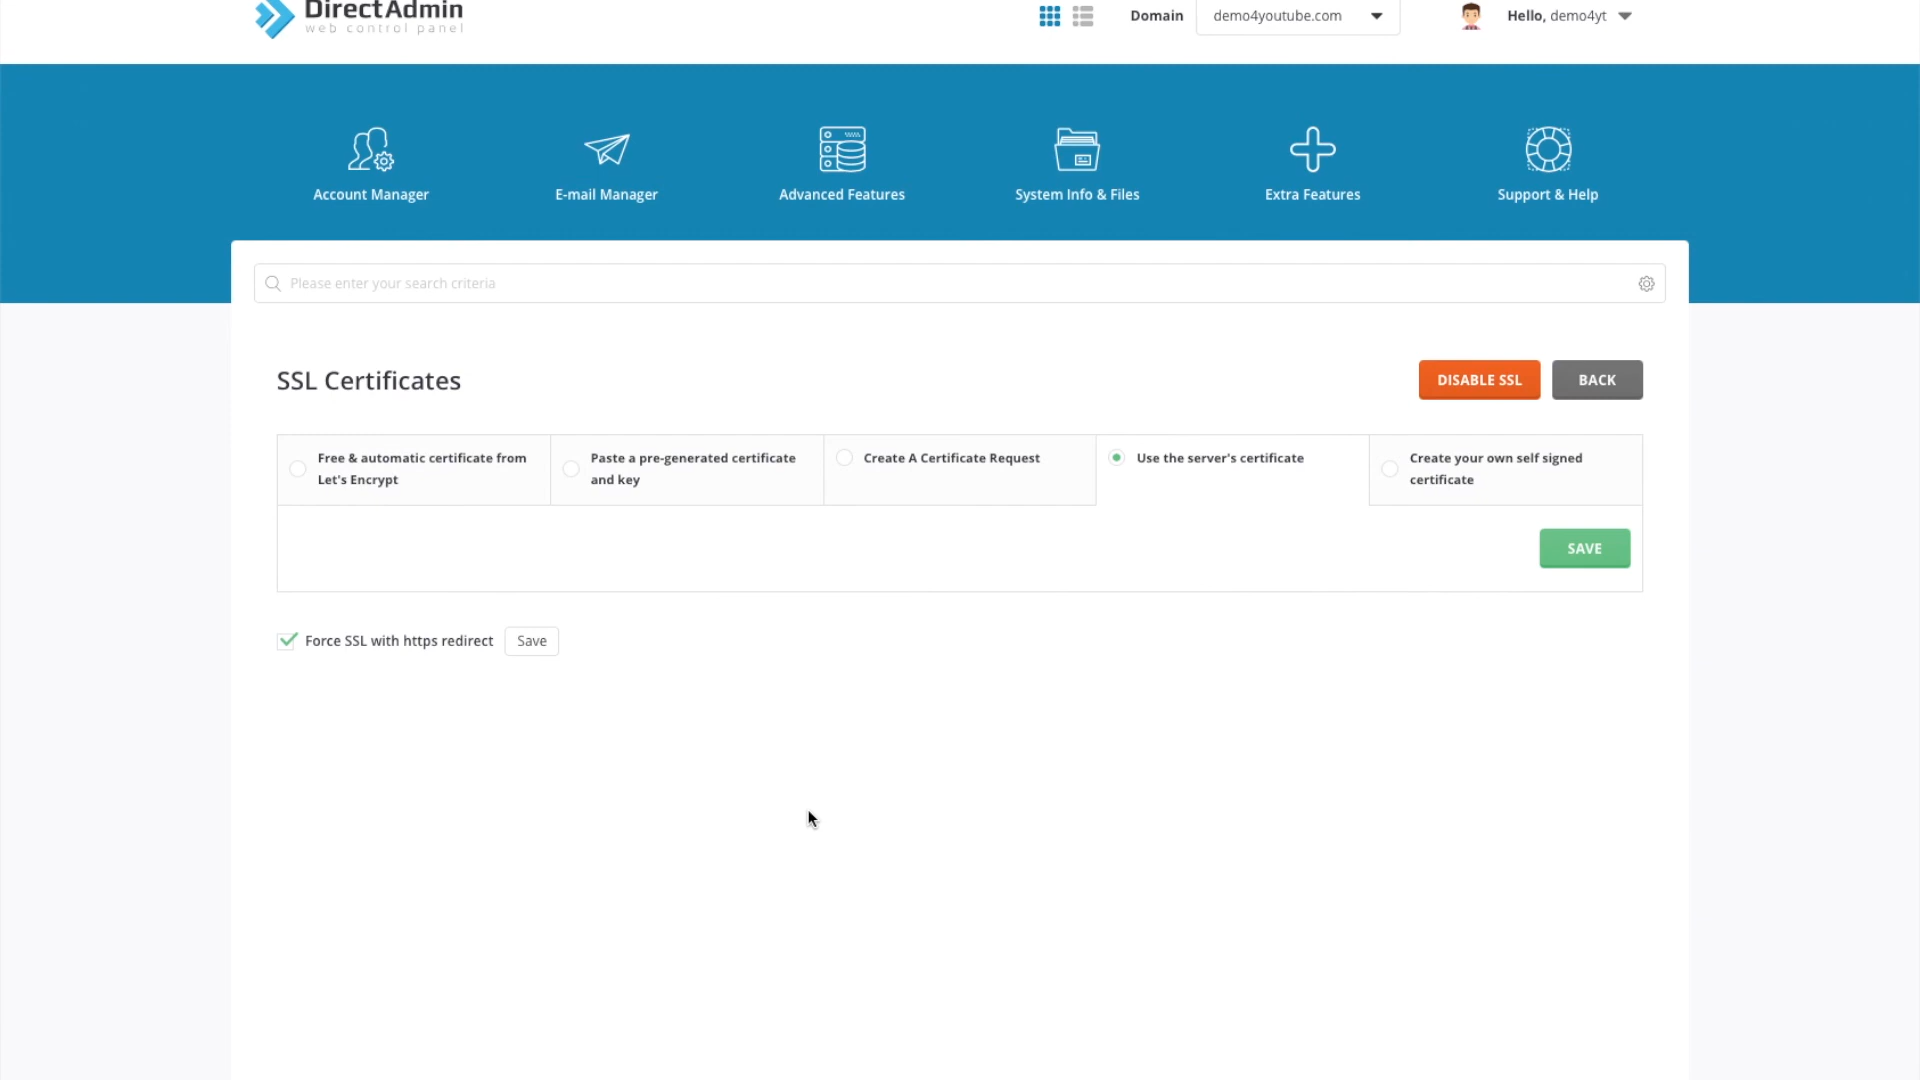 DirectAdmin
web control panel
Domain
demo4youtube.com
Hello, demo4yt
Account Manager
E-mail Manager
Advanced Features
System Info & Files
Extra Features
Support & Help
Please enter your search criteria
SSL Certificates
DISABLE SSL
BACK
Free & automatic certificate from
Let's Encrypt
Paste a pre-generated certificate
and key
Create A Certificate Request
Use the server's certificate
Create your own self signed
certificate
SAVE
Force SSL with https redirect
Save